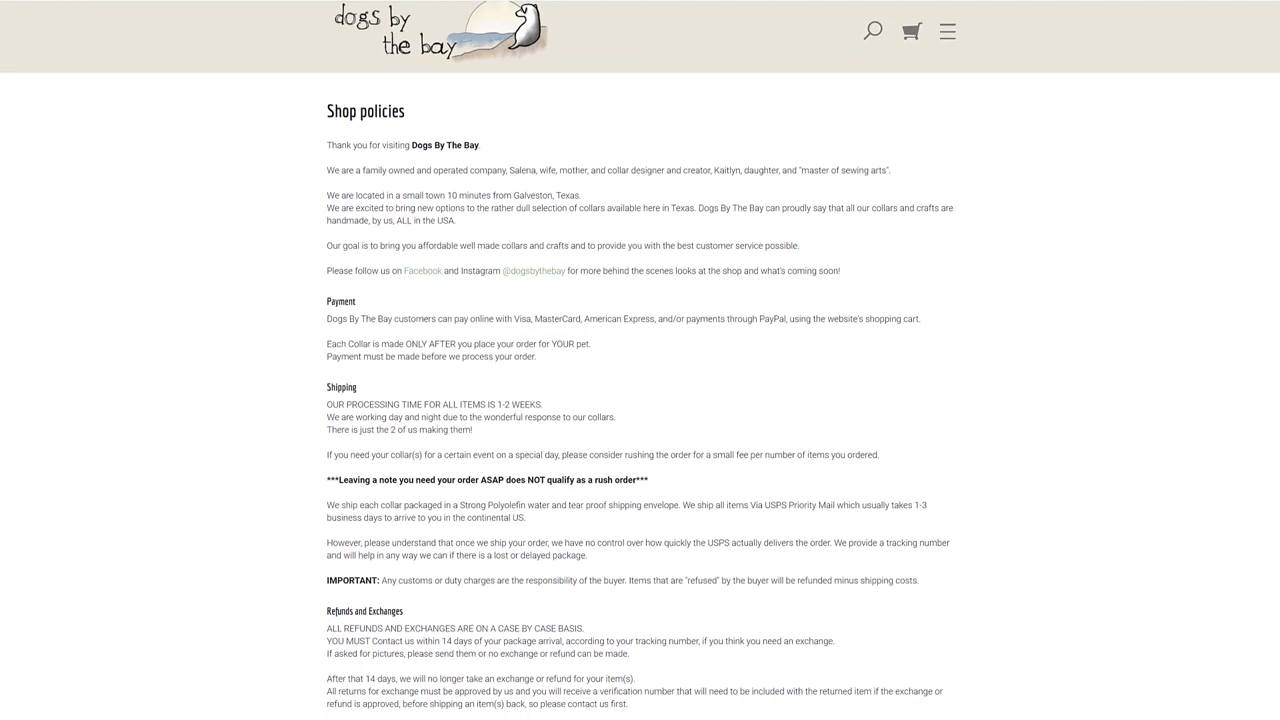 dogs by
the bay
Shop policies
Thank you for visiting Dogs By The Bay.
We are a family owned and operated company, Salena, wife, mother, and collar designer and creator, Kaitlyn, daughter, and "master of sewing arts".
We are located in a small town 10 minutes from Galveston, Texas.
We are excited to bring new options to the rather dull selection of collars available here in Texas. Dogs By The Bay can proudly say that all our collars and crafts are
handmade, by us, ALL in the USA.
Our goal is to bring you affordable well made collars and crafts and to provide you with the best customer service possible.
Please follow us on Facebook and Instagram @dogsbythebay for more behind the scenes looks at the shop and what's coming soon!
Payment
Dogs By The Bay customers can pay online with Visa, MasterCard, American Express, and/or payments through PayPal, using the website's shopping cart.
Each Collar is made ONLY AFTER you place your order for YOUR pet.
Payment must be made before we process your order.
Shipping
OUR PROCESSING TIME FOR ALL ITEMS IS 1-2 WEEKS.
We are working day and night due to the wonderful response to our collars.
There is just the 2 of us making them!
If you need your collar(s) for a certain event on a special day, please consider rushing the order for a small fee per number of items you ordered.
***Leaving a note you need your order ASAP does NOT qualify as a rush order***
We ship each collar packaged in a Strong Polyolefin water and tear proof shipping envelope. We ship all items Via USPS Priority Mail which usually takes 1-3
business days to arrive to you in the continental US.
However, please understand that once we ship your order, we have no control over how quickly the USPS actually delivers the order. We provide a tracking number
and will help in any way we can if there is a lost or delayed package.
IMPORTANT: Any customs or duty charges are the responsibility of the buyer. Items that are "refused" by the buyer will be refunded minus shipping costs.
Refunds and Exchanges
ALL REFUNDS AND EXCHANGES ARE ON A CASE BY CASE BASIS.
YOU MUST Contact us within 14 days of your package arrival, according to your tracking number, if you think you need an exchange.
If asked for pictures, please send them or no exchange or refund can be made.
After that 14 days, we will no longer take an exchange or refund for your item(s).
All returns for exchange must be approved by us and you will receive a verification number that will need to be included with the returned item if the exchange or
refund is approved, before shipping an item(s) back, so please contact us first.